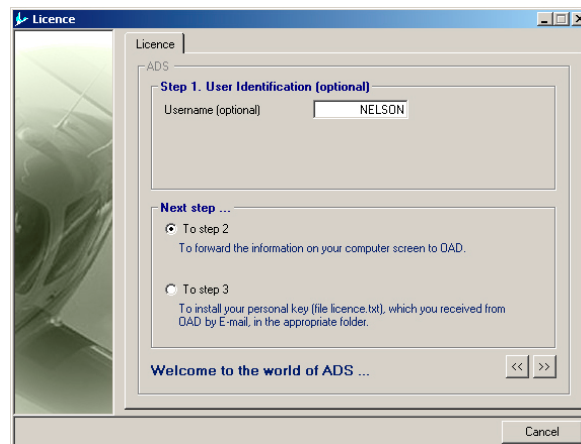 Licence
Licence
ADS
Step 1. User Identification (optional)
Username (optional)
NELSON
Next step ...
To step 2
To forward the information on your computer screen to OAD.
To step 3
To install your personal key (file licence.txt), which you received from
OAD by E-mail, in the appropriate folder.
Welcome to the world of ADS ...
<< >>
Cancel